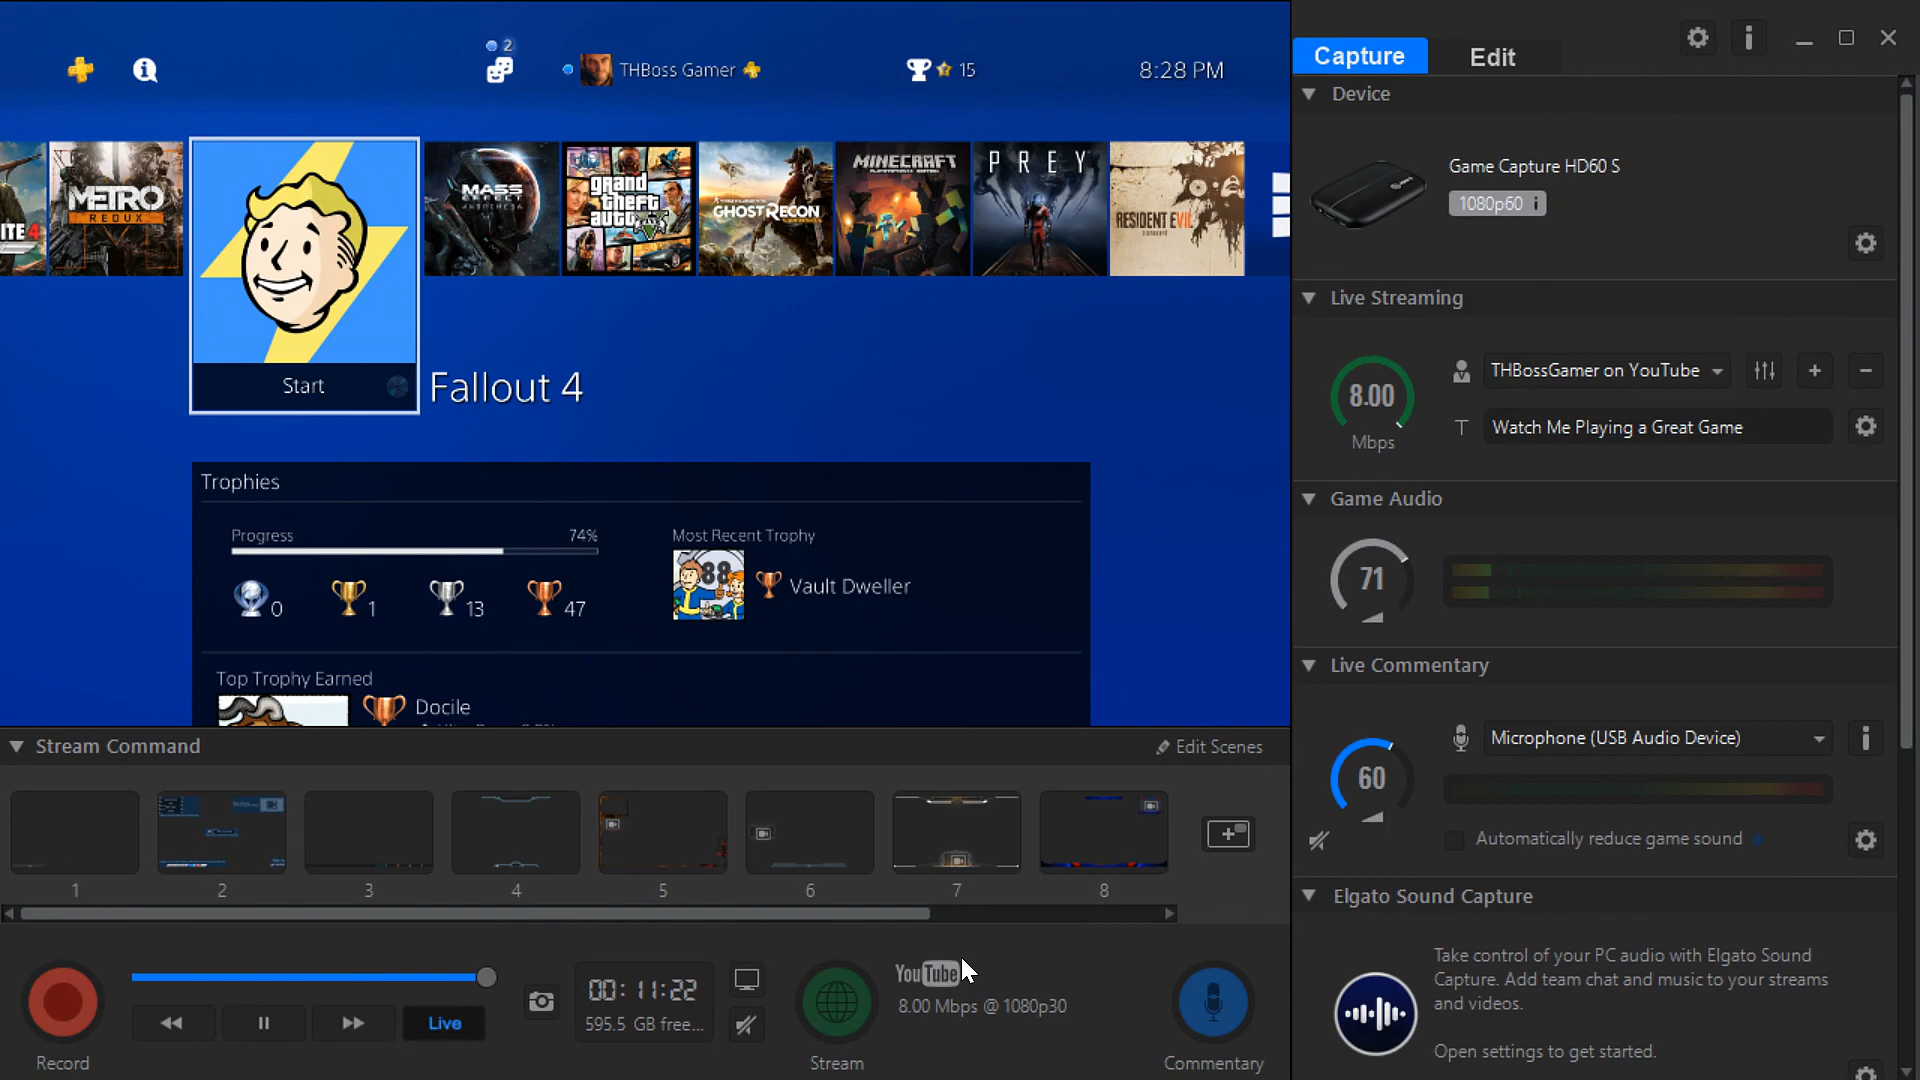 2
THBoss Gamer
15
8:28 PM
Capture
Edit
Device
Game Capture HD60 S
1080p60 i
ITE 4
METRO
REDUX
MASS EFFECT
ANDROMEDA
grand
theft
auto V
GHOST RECON
MINECRAFT
PREY
RESIDENT EVIL
Start
Fallout 4
Live Streaming
8.00
Mbps
THBossGamer on YouTube
T
Watch Me Playing a Great Game
Trophies
Progress
74%
0
1
13
47
Most Recent Trophy
88
Vault Dweller
Top Trophy Earned
Docile
Game Audio
71
Live Commentary
60
Microphone (USB Audio Device)
Automatically reduce game sound
Stream Command
Edit Scenes
1
2
3
4
5
6
7
8
Elgato Sound Capture
Take control of your PC audio with Elgato Sound
Capture. Add team chat and music to your streams
and videos.
Open settings to get started.
Record
Live
00:11:22
595.5 GB free...
Stream
YouTube
8.00 Mbps @ 1080p30
Commentary